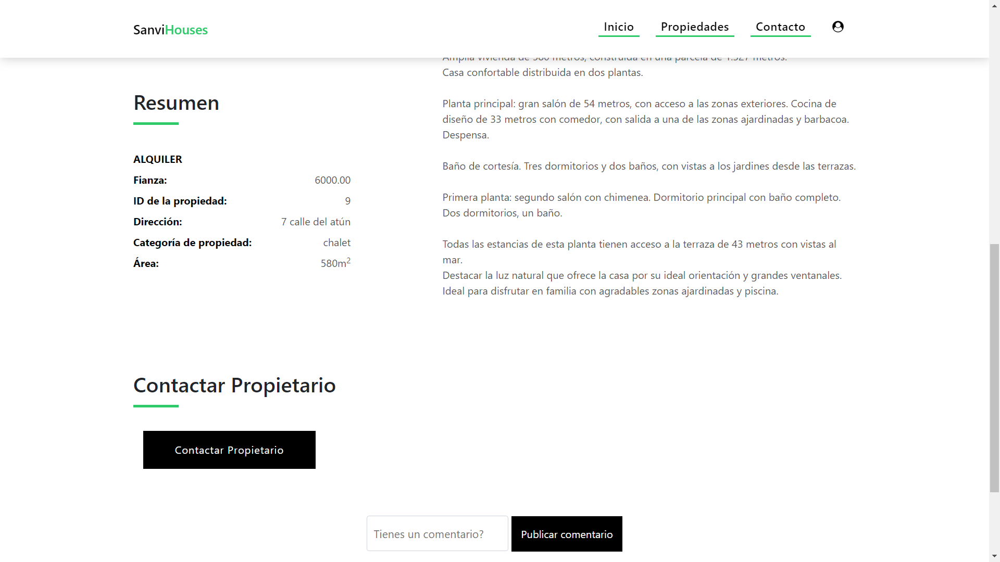 SanviHouses
Inicio
Propiedades
Contacto
Resumen
ALQUILER
Fianza: 6000.00
ID de la propiedad: 9
Dirección: 7 calle del atún
Categoría de propiedad: chalet
Área: 580m2
Amplia vivienda de 580 metros, construida en una parcela de 1.527 metros.
Casa confortable distribuida en dos plantas.
Planta principal: gran salón de 54 metros, con acceso a las zonas exteriores. Cocina de
diseño de 33 metros con comedor, con salida a una de las zonas ajardinadas y barbacoa.
Despensa.
Baño de cortesía. Tres dormitorios y dos baños, con vistas a los jardines desde las terrazas.
Primera planta: segundo salón con chimenea. Dormitorio principal con baño completo.
Dos dormitorios, un baño.
Todas las estancias de esta planta tienen acceso a la terraza de 43 metros con vistas al
mar.
Destacar la luz natural que ofrece la casa por su ideal orientación y grandes ventanales.
Ideal para disfrutar en familia con agradables zonas ajardinadas y piscina.
Contactar Propietario
Contactar Propietario
Tienes un comentario?
Publicar comentario